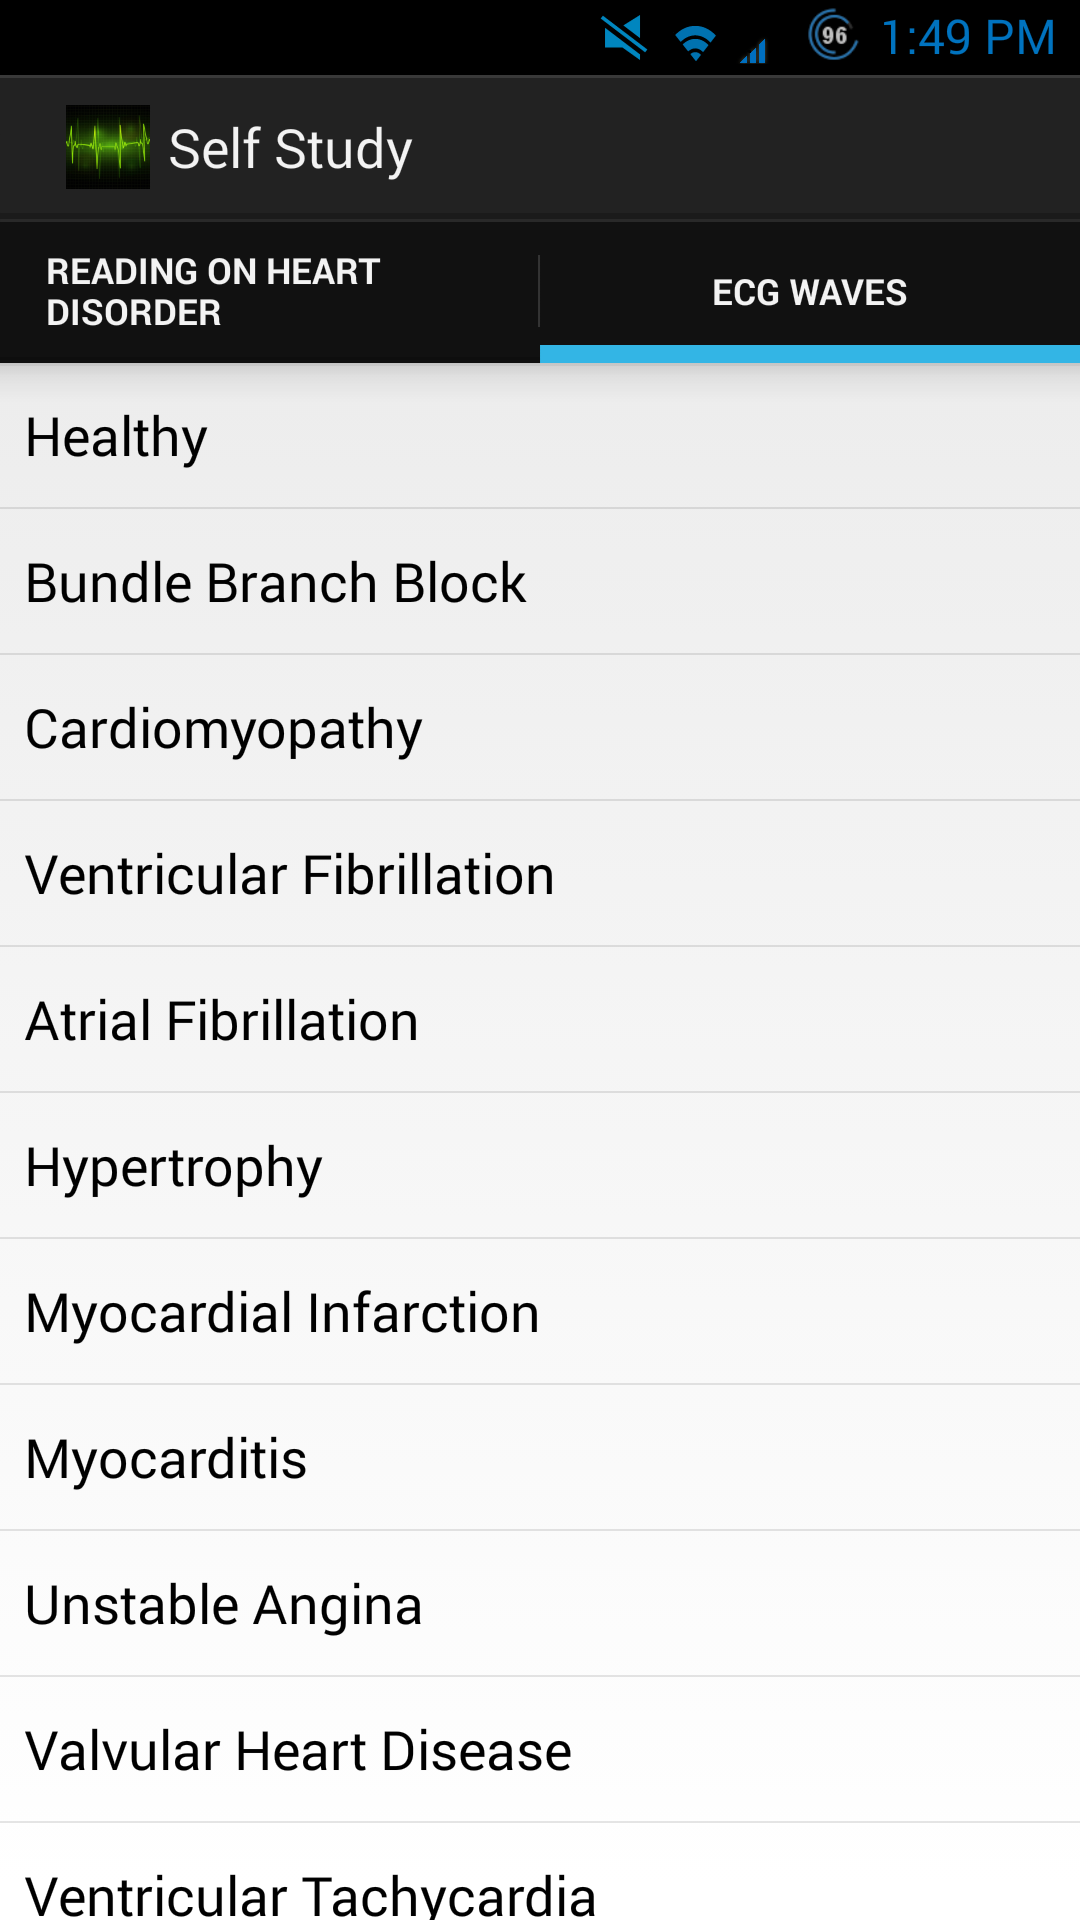 96 1:49 PM
Self Study
READING ON HEART
DISORDER
ECG WAVES
Healthy
Bundle Branch Block
Cardiomyopathy
Ventricular Fibrillation
Atrial Fibrillation
Hypertrophy
Myocardial Infarction
Myocarditis
Unstable Angina
Valvular Heart Disease
Ventricular Tachycardia